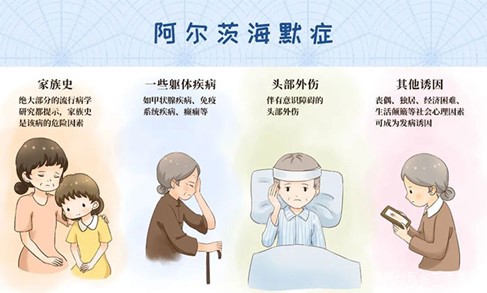 阿尔茨海默症
家族史
绝大部分的流行病学
研究都提示，家族史
是该病的危险因素
一些躯体疾病
如甲状腺疾病、免疫
系统疾病、癫痫等
头部外伤
伴有意识障碍的
头部外伤
其他诱因
丧偶、独居、经济困难、
生活颠簸等社会心理因素
可成为发病诱因